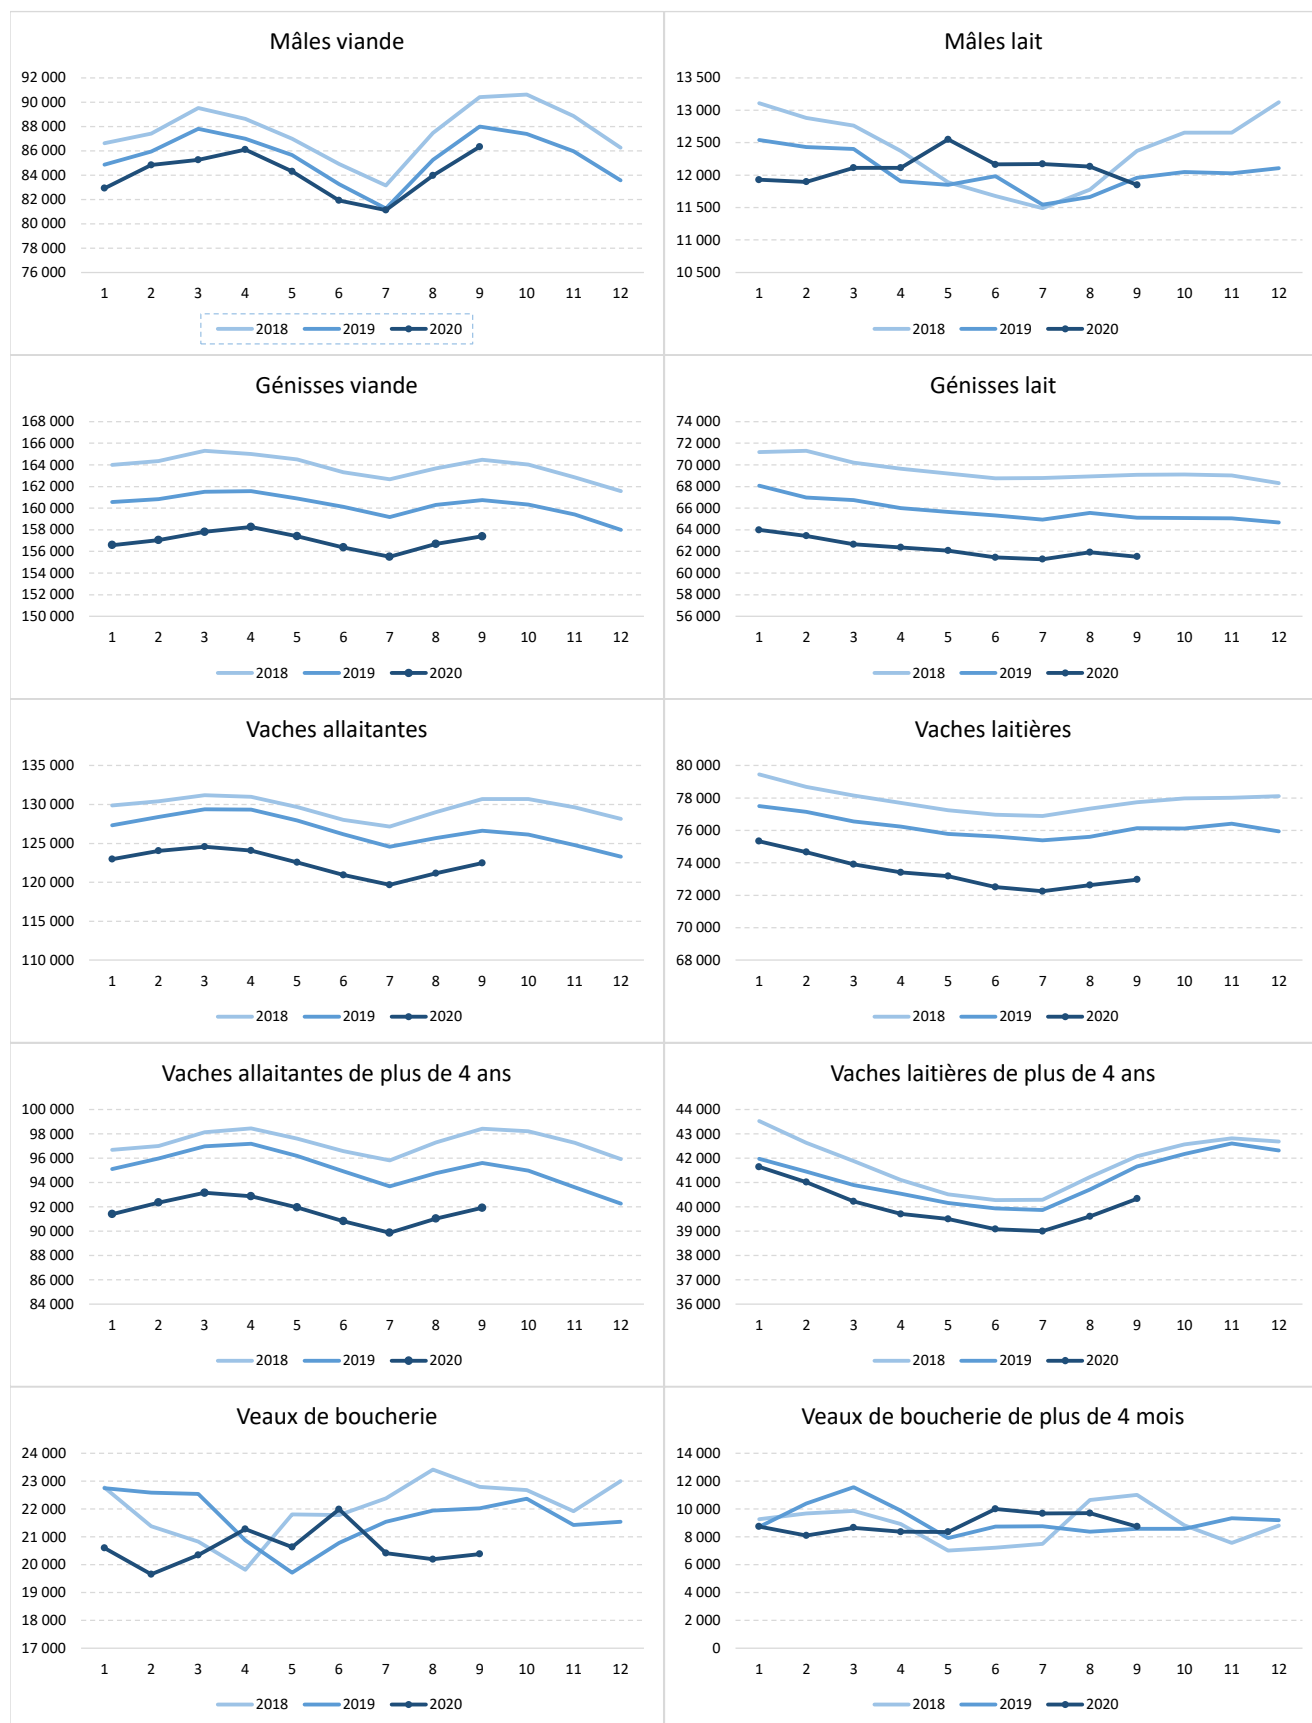 Mâles viande
92 000
90 000
88 000
86 000
84 000
82 000
80 000
78 000
76 000
1 2 3 4 5 6 7 8 9 10 11 12
2018 2019 2020
Mâles lait
13 500
13 000
12 500
12 000
11 500
11 000
10 500
1 2 3 4 5 6 7 8 9 10 11 12
2018 2019 2020
Génisses viande
168 000
166 000
164 000
162 000
160 000
158 000
156 000
154 000
152 000
150 000
1 2 3 4 5 6 7 8 9 10 11 12
2018 2019 2020
Génisses lait
74 000
72 000
70 000
68 000
66 000
64 000
62 000
60 000
58 000
56 000
1 2 3 4 5 6 7 8 9 10 11 12
2018 2019 2020
Vaches allaitantes
135 000
130 000
125 000
120 000
115 000
110 000
1 2 3 4 5 6 7 8 9 10 11 12
2018 2019 2020
Vaches laitières
80 000
78 000
76 000
74 000
72 000
70 000
68 000
1 2 3 4 5 6 7 8 9 10 11 12
2018 2019 2020
Vaches allaitantes de plus de 4 ans
100 000
98 000
96 000
94 000
92 000
90 000
88 000
86 000
84 000
1 2 3 4 5 6 7 8 9 10 11 12
2018 2019 2020
Vaches laitières de plus de 4 ans
44 000
43 000
42 000
41 000
40 000
39 000
38 000
37 000
36 000
1 2 3 4 5 6 7 8 9 10 11 12
2018 2019 2020
Veaux de boucherie
24 000
23 000
22 000
21 000
20 000
19 000
18 000
17 000
1 2 3 4 5 6 7 8 9 10 11 12
2018 2019 2020
Veaux de boucherie de plus de 4 mois
14 000
12 000
10 000
8 000
6 000
4 000
2 000
0
1 2 3 4 5 6 7 8 9 10 11 12
2018 2019 2020